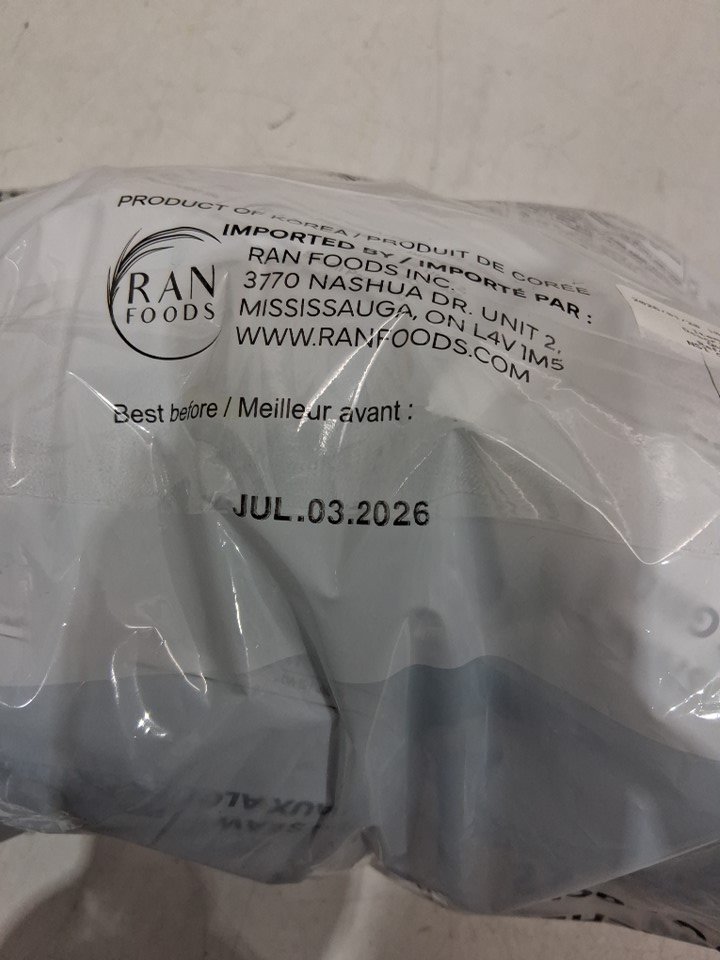 PRODUCT OF KOREA / PRODUIT DE CORÉE
IMPORTED BY / IMPORTÉ PAR :
RAN FOODS INC.
3770 NASHUA DR. UNIT 2,
MISSISSAUGA, ON L4V 1M5
WWW.RANFOODS.COM
RAN
FOODS
Best before / Meilleur avant :
JUL.03.2026